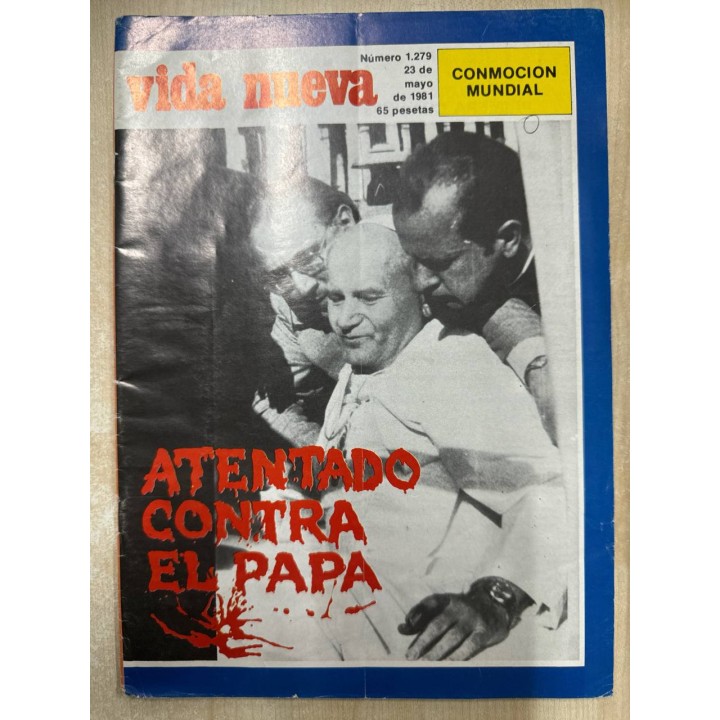 vida nueva
Número 1.279
23 de
mayo
de 1981
65 pesetas
CONMOCION
MUNDIAL
ATENTADO
CONTRA
EL PAPA